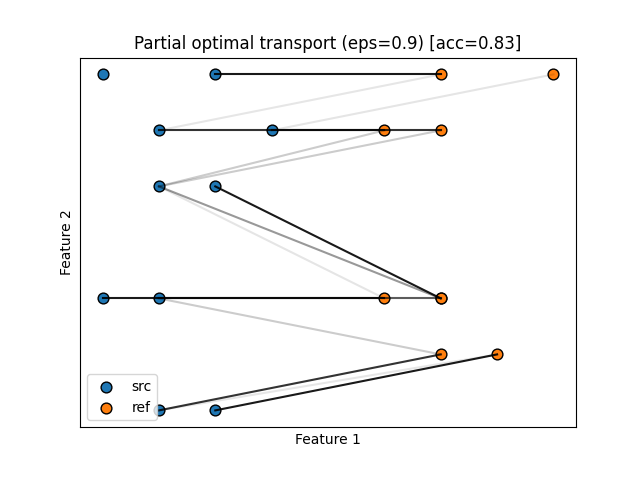 Partial optimal transport (eps=0.9) [acc=0.83]
Feature 2
src
ref
Feature 1